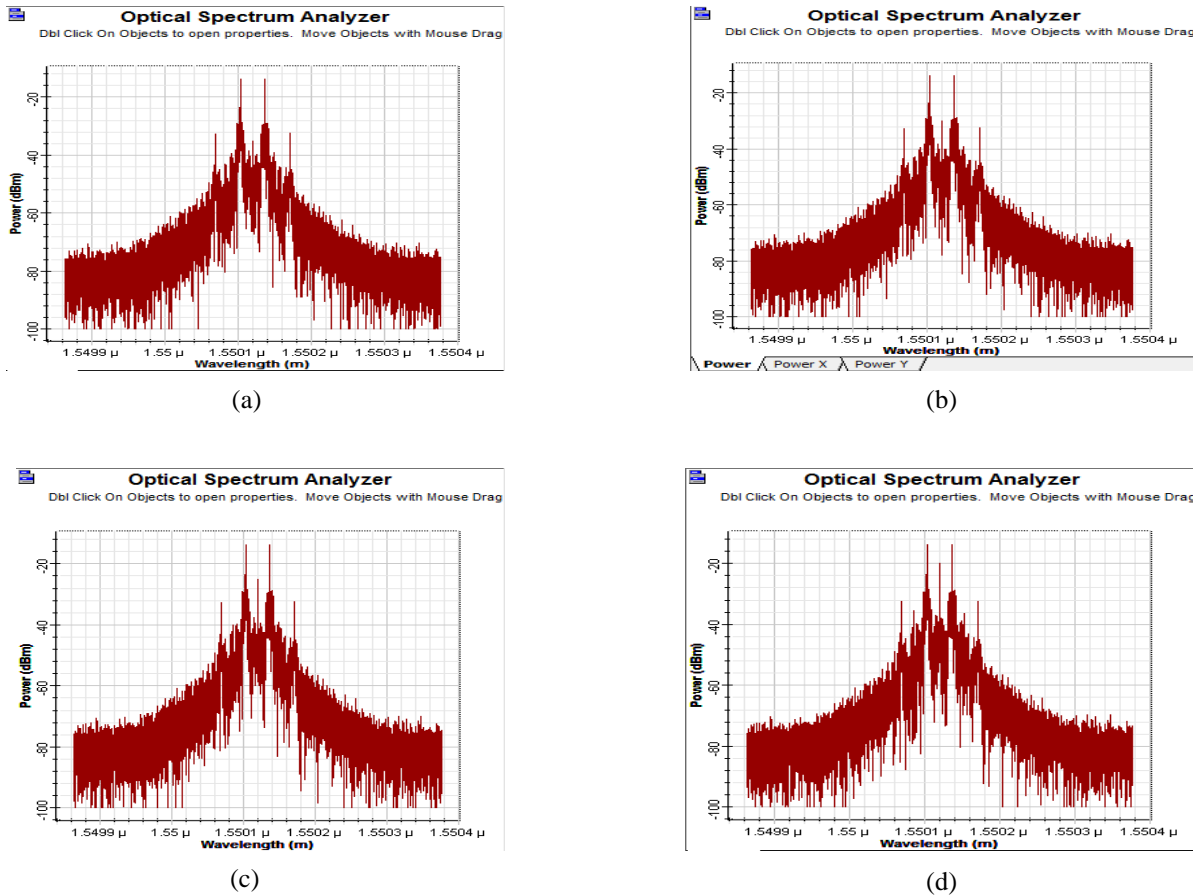 Optical Spectrum Analyzer
Dbl Click On Objects to open properties. Move Objects with Mouse Drag
Power (dBm)
-20
-40
-60
-80
-100
1.5499 µ 1.55 µ 1.5501 µ 1.5502 µ 1.5503 µ 1.5504 µ
Wavelength (m)
(a)
Optical Spectrum Analyzer
Dbl Click On Objects to open properties. Move Objects with Mouse Drag
Power (dBm)
-20
-40
-60
-80
-100
1.5499 µ 1.55 µ 1.5501 µ 1.5502 µ 1.5503 µ 1.5504 µ
Wavelength (m)
Power Power X Power Y
(b)
Optical Spectrum Analyzer
Dbl Click On Objects to open properties. Move Objects with Mouse Drag
Power (dBm)
-20
-40
-60
-80
-100
1.5499 µ 1.55 µ 1.5501 µ 1.5502 µ 1.5503 µ 1.5504 µ
Wavelength (m)
(c)
Optical Spectrum Analyzer
Dbl Click On Objects to open properties. Move Objects with Mouse Drag
Power (dBm)
-20
-40
-60
-80
-100
1.5499 µ 1.55 µ 1.5501 µ 1.5502 µ 1.5503 µ 1.5504 µ
Wavelength (m)
(d)